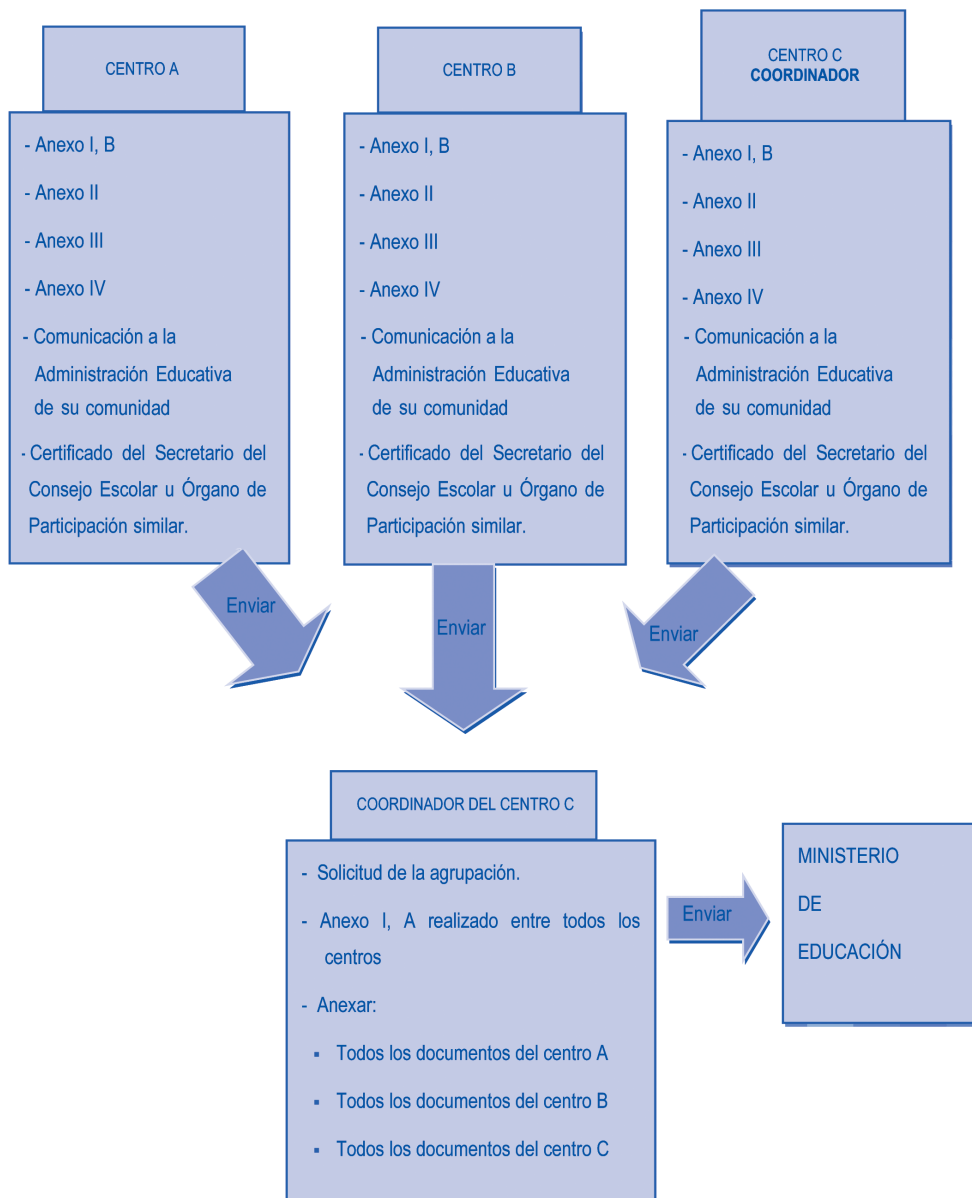 CENTRO A
- Anexo I, B
- Anexo II
- Anexo III
- Anexo IV
- Comunicación a la
Administración Educativa
de su comunidad
- Certificado del Secretario del
Consejo Escolar u Órgano de
Participación similar.
Enviar
CENTRO B
- Anexo I, B
- Anexo II
- Anexo III
- Anexo IV
- Comunicación a la
Administración Educativa
de su comunidad
- Certificado del Secretario del
Consejo Escolar u Órgano de
Participación similar.
Enviar
CENTRO C
COORDINADOR
- Anexo I, B
- Anexo II
- Anexo III
- Anexo IV
- Comunicación a la
Administración Educativa
de su comunidad
- Certificado del Secretario del
Consejo Escolar u Órgano de
Participación similar.
Enviar
COORDINADOR DEL CENTRO C
- Solicitud de la agrupación.
- Anexo I, A realizado entre todos los
centros
- Anexar:
▪ Todos los documentos del centro A
▪ Todos los documentos del centro B
▪ Todos los documentos del centro C
Enviar
MINISTERIO
DE
EDUCACIÓN